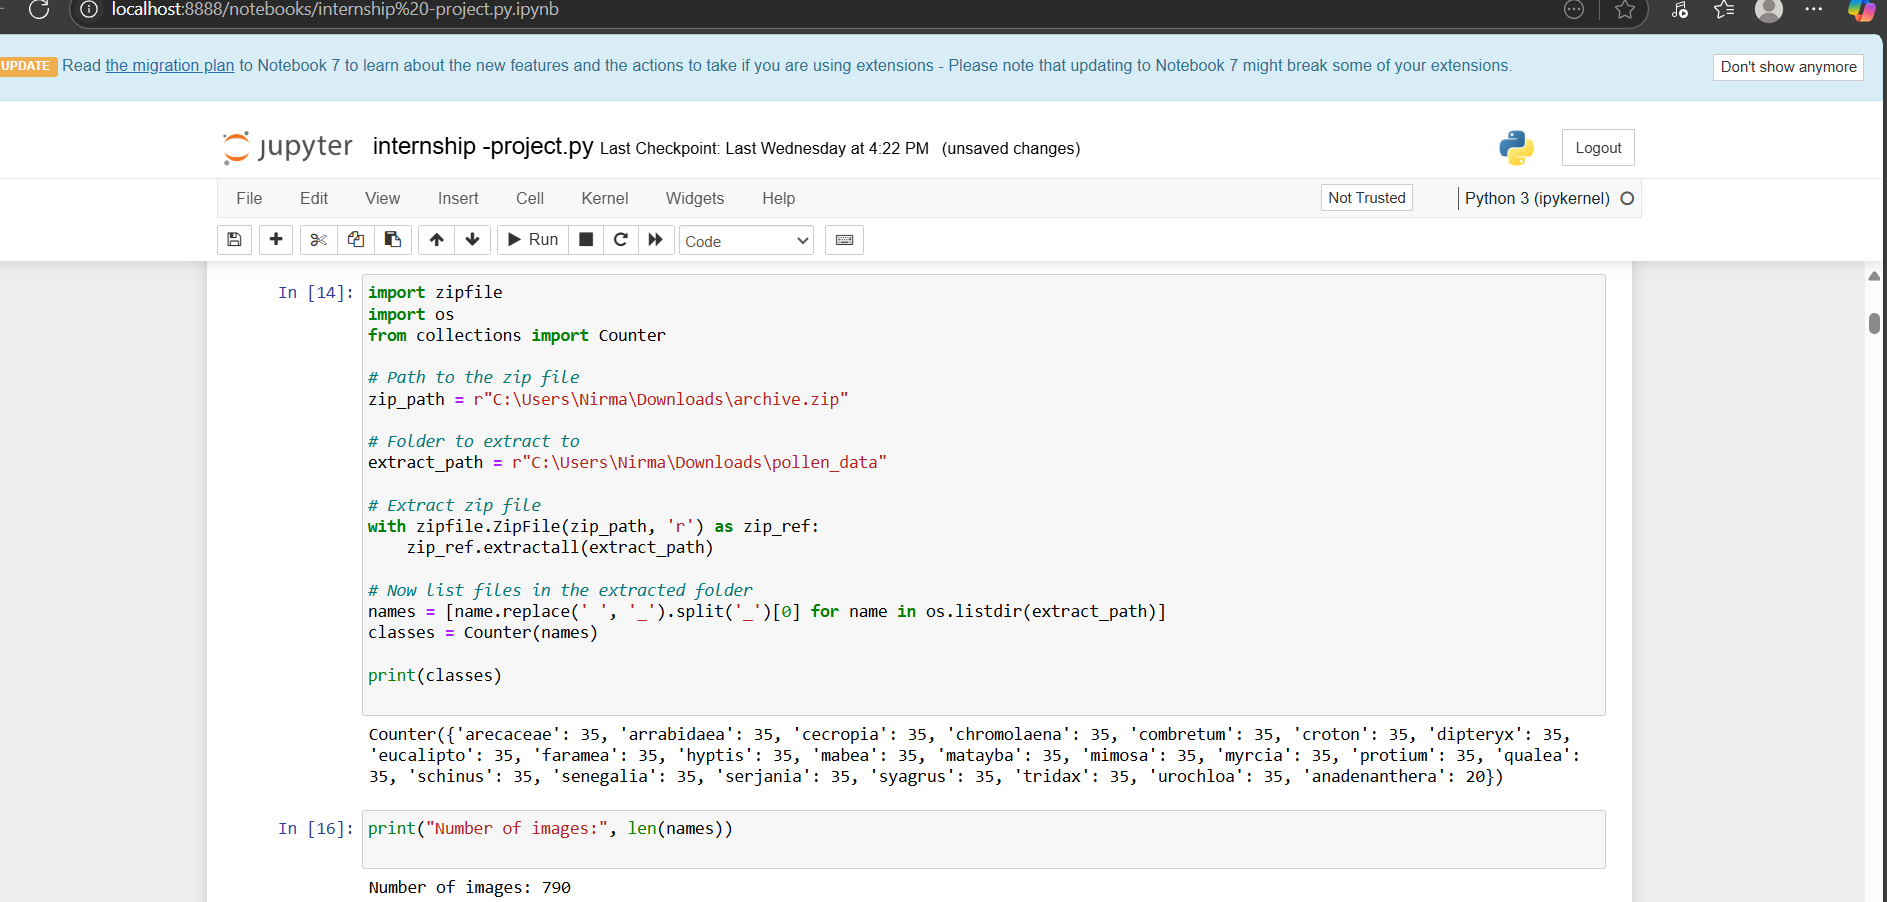 localhost:8888/notebooks/internship%20-project.py.ipynb
UPDATE Read the migration plan to Notebook 7 to learn about the new features and the actions to take if you are using extensions - Please note that updating to Notebook 7 might break some of your extensions. Don't show anymore
jupyter internship -project.py Last Checkpoint: Last Wednesday at 4:22 PM (unsaved changes) Logout
File Edit View Insert Cell Kernel Widgets Help Not Trusted Python 3 (ipykernel)
Run Code
In [14]: import zipfile
import os
from collections import Counter
# Path to the zip file
zip_path = r"C:\Users\Nirma\Downloads\archive.zip"
# Folder to extract to
extract_path = r"C:\Users\Nirma\Downloads\pollen_data"
# Extract zip file
with zipfile.ZipFile(zip_path, 'r') as zip_ref:
    zip_ref.extractall(extract_path)
# Now list files in the extracted folder
names = [name.replace(' ', '_').split('_')[0] for name in os.listdir(extract_path)]
classes = Counter(names)
print(classes)
Counter({'arecaceae': 35, 'arrabidaea': 35, 'cecropia': 35, 'chromolaena': 35, 'combretum': 35, 'croton': 35, 'dipteryx': 35,
'eucalipto': 35, 'faramea': 35, 'hyptis': 35, 'mabea': 35, 'matayba': 35, 'mimosa': 35, 'myrcia': 35, 'protium': 35, 'qualea':
35, 'schinus': 35, 'senegalia': 35, 'serjania': 35, 'syagrus': 35, 'tridax': 35, 'urochloa': 35, 'anadenanthera': 20})
In [16]: print("Number of images:", len(names))
Number of images: 790